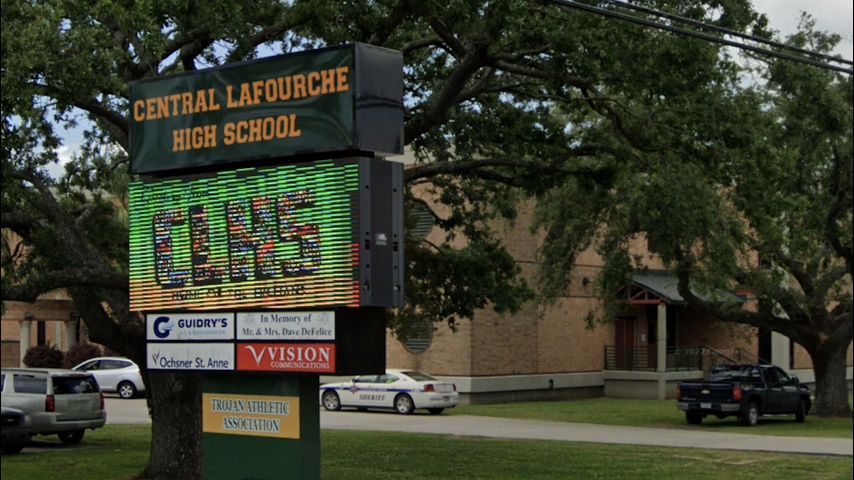 CENTRAL LAFOURCHE
HIGH SCHOOL
CLHS
GUIDRY'S
In Memory of
Mr. & Mrs. Dave DeFelice
Ochsner St. Anne
VISION
COMMUNICATIONS
TROJAN ATHLETIC
ASSOCIATION
SHERIFF